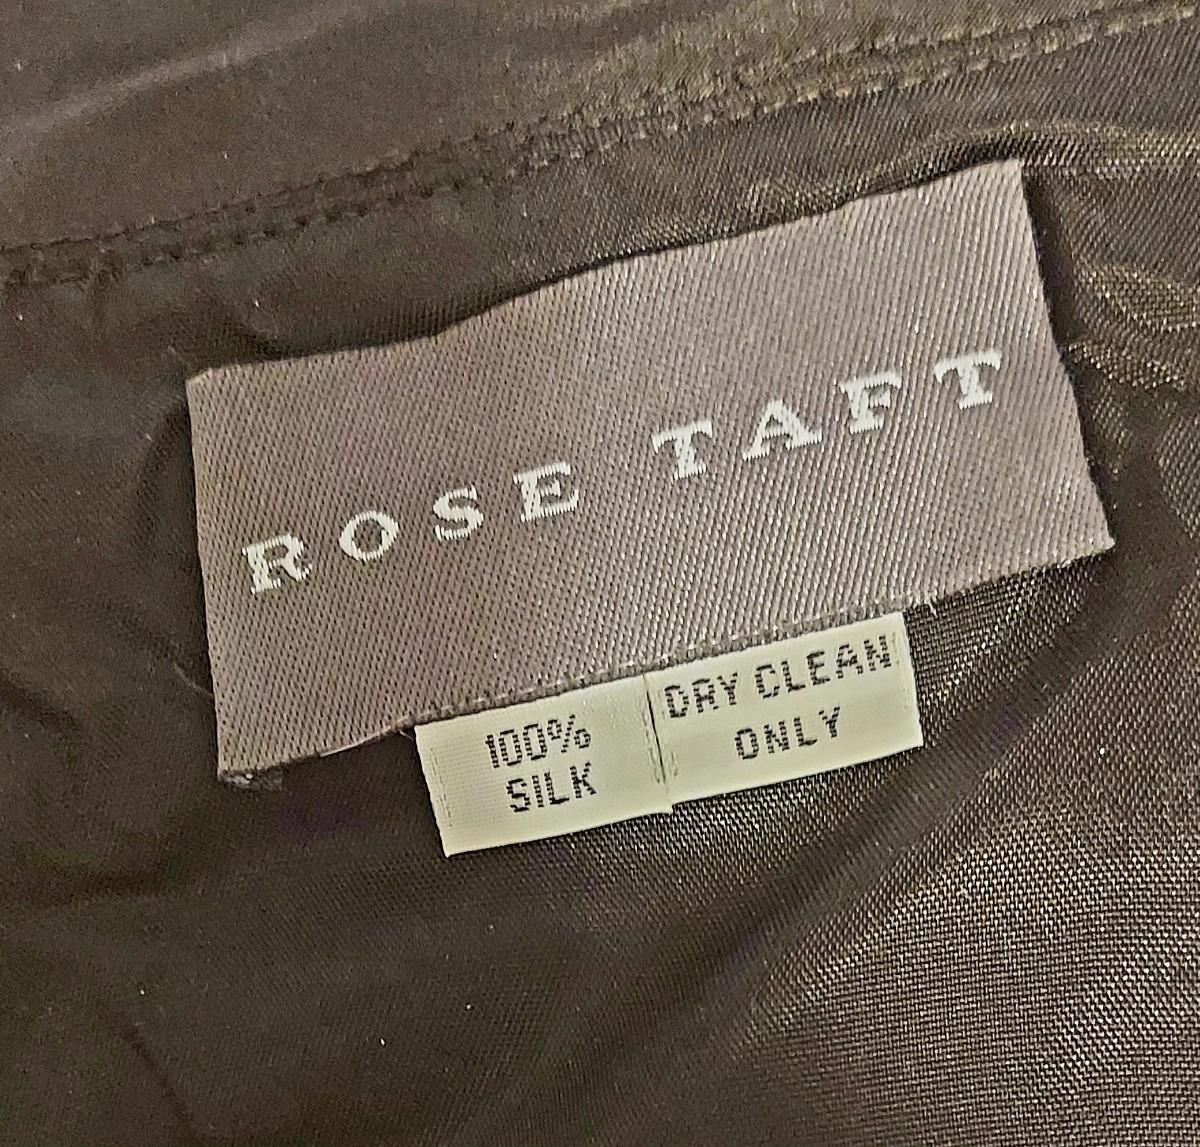 ROSE TAFT
100%
SILK
DRY CLEAN
ONLY